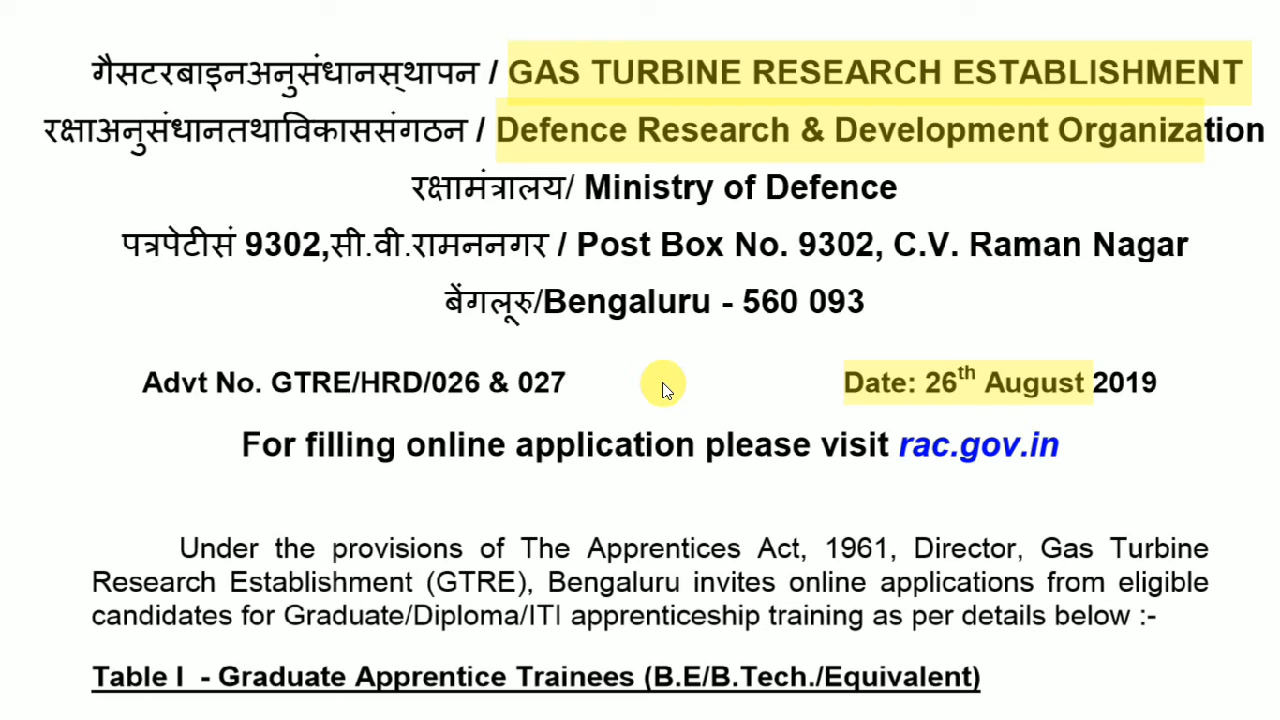 गैसटरबाइनअनुसंधानस्थापन / GAS TURBINE RESEARCH ESTABLISHMENT
रक्षाअनुसंधानतथाविकाससंगठन / Defence Research & Development Organization
रक्षामंत्रालय/ Ministry of Defence
पत्रपेटीसं 9302,सी.वी.रामननगर / Post Box No. 9302, C.V. Raman Nagar
बेंगलूरु/Bengaluru - 560 093
Advt No. GTRE/HRD/026 & 027 Date: 26th August 2019
For filling online application please visit rac.gov.in
Under the provisions of The Apprentices Act, 1961, Director, Gas Turbine
Research Establishment (GTRE), Bengaluru invites online applications from eligible
candidates for Graduate/Diploma/ITI apprenticeship training as per details below :-
Table I - Graduate Apprentice Trainees (B.E/B.Tech./Equivalent)